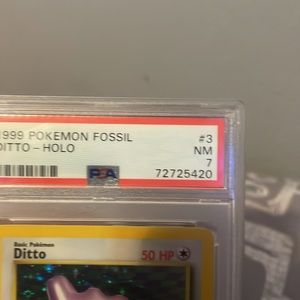 1999 POKEMON FOSSIL #3
DITTO - HOLO NM
7
PSA 72725420
Basic Pokémon
Ditto 50 HP